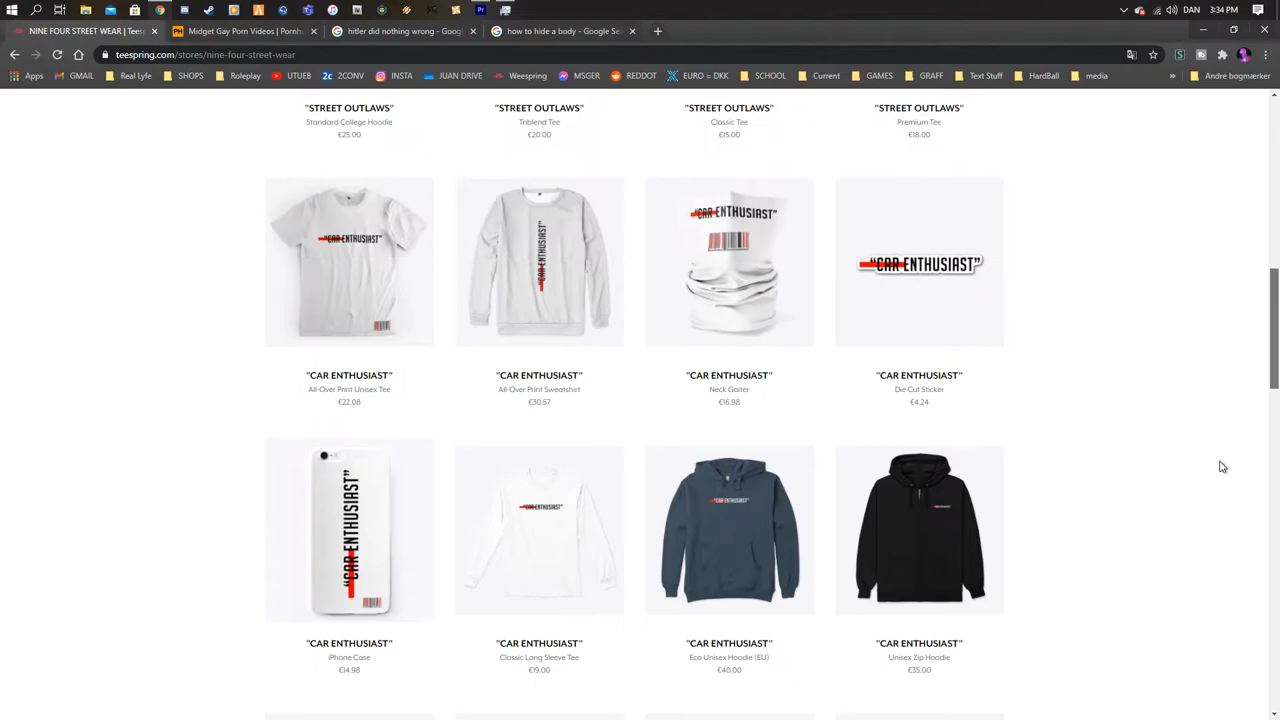 DAN 3:34 PM
NINE FOUR STREET WEAR | Tees
Midget Gay Porn Videos | Pornhu
hitler did nothing wrong - Google
how to hide a body - Google Sea
teespring.com/stores/nine-four-street-wear
Apps GMAIL Real Lyfe SHOPS Roleplay UTUEB 2CONV INSTA JUAN DRIVE Weespring MSGER REDDOT EURO = DKK SCHOOL Current GAMES GRAFF Text Stuff HardBall media » Andre bogmærker
"STREET OUTLAWS" "STREET OUTLAWS" "STREET OUTLAWS" "STREET OUTLAWS"
Standard College Hoodie Triblend Tee Classic Tee Premium Tee
€25.00 €20.00 €15.00 €18.00
"CAR ENTHUSIAST" "CAR ENTHUSIAST" "CAR ENTHUSIAST" "CAR ENTHUSIAST"
"CAR ENTHUSIAST" "CAR ENTHUSIAST" "CAR ENTHUSIAST" "CAR ENTHUSIAST"
All-Over Print Unisex Tee All-Over Print Sweatshirt Neck Gaiter Die Cut Sticker
€22.08 €30.57 €16.98 €4.24
"CAR ENTHUSIAST" "CAR ENTHUSIAST" "CAR ENTHUSIAST"
"CAR ENTHUSIAST" "CAR ENTHUSIAST" "CAR ENTHUSIAST" "CAR ENTHUSIAST"
iPhone Case Classic Long Sleeve Tee Eco Unisex Hoodie (EU) Unisex Zip Hoodie
€14.98 €19.00 €40.00 €35.00